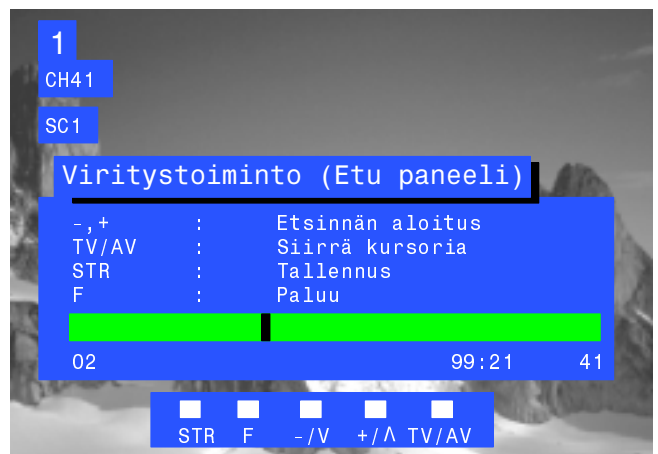 1
CH41
SC1
Viritystoiminto (Etu paneeli)
-,+ : Etsinnän aloitus
TV/AV : Siirrä kursoria
STR : Tallennus
F : Paluu
02 99:21 41
STR F -/V +/Λ TV/AV